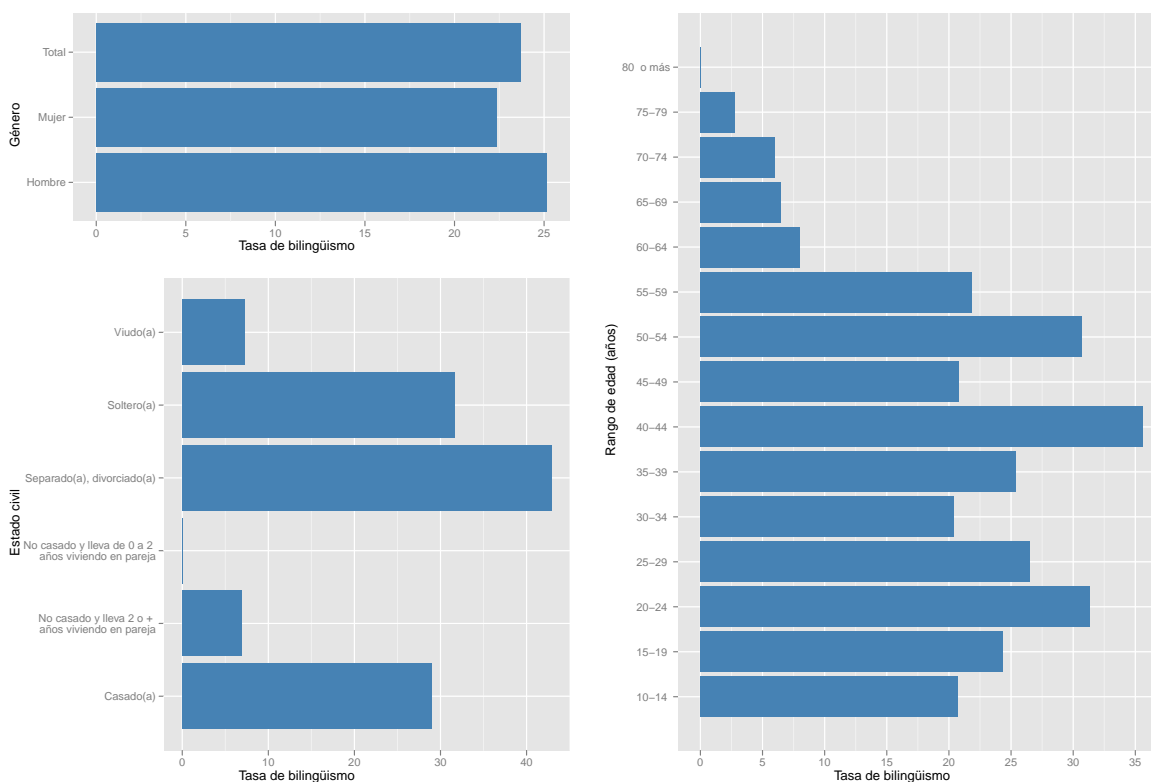 Género
Total
Mujer
Hombre
0 5 10 15 20 25
Tasa de bilingüismo
Estado civil
Viudo(a)
Soltero(a)
Separado(a), divorciado(a)
No casado y lleva de 0 a 2
años viviendo en pareja
No casado y lleva 2 o +
años viviendo en pareja
Casado(a)
0 10 20 30 40
Tasa de bilingüismo
Rango de edad (años)
80 o más
75−79
70−74
65−69
60−64
55−59
50−54
45−49
40−44
35−39
30−34
25−29
20−24
15−19
10−14
0 5 10 15 20 25 30 35
Tasa de bilingüismo